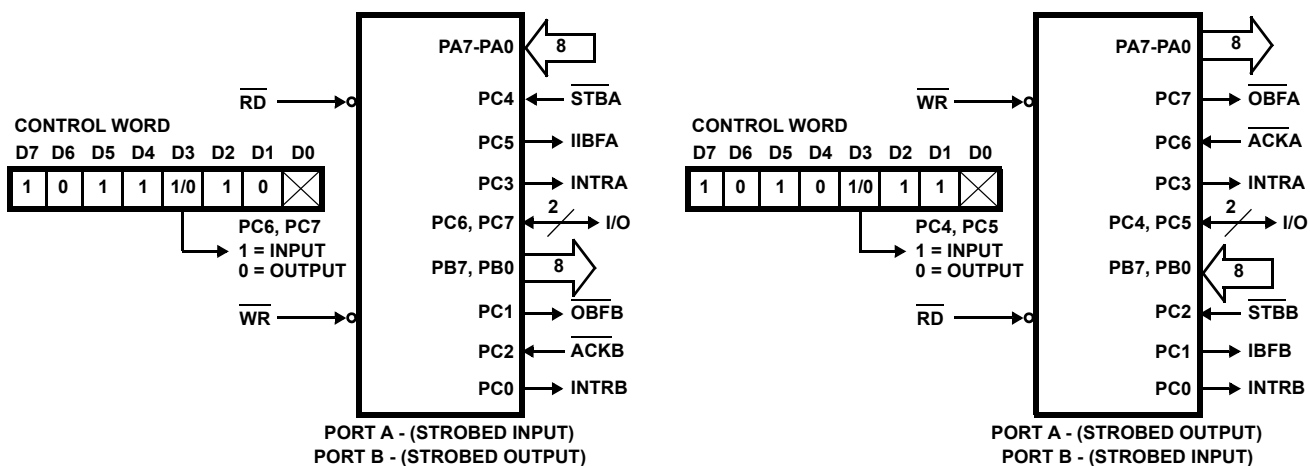 PA7-PA0
8
RD
PC4
STBA
CONTROL WORD
PC5
IIBFA
D7 D6 D5 D4 D3 D2 D1 D0
1 0 1 1 1/0 1 0
PC3
INTRA
PC6, PC7
1 = INPUT
0 = OUTPUT
PC6, PC7
2
I/O
PB7, PB0
8
WR
PC1
OBFB
PC2
ACKB
PC0
INTRB
PORT A - (STROBED INPUT)
PORT B - (STROBED OUTPUT)
PA7-PA0
8
WR
PC7
OBFA
CONTROL WORD
PC6
ACKA
D7 D6 D5 D4 D3 D2 D1 D0
1 0 1 0 1/0 1 1
PC3
INTRA
PC4, PC5
1 = INPUT
0 = OUTPUT
PC4, PC5
2
I/O
PB7, PB0
8
RD
PC2
STBB
PC1
IBFB
PC0
INTRB
PORT A - (STROBED OUTPUT)
PORT B - (STROBED INPUT)